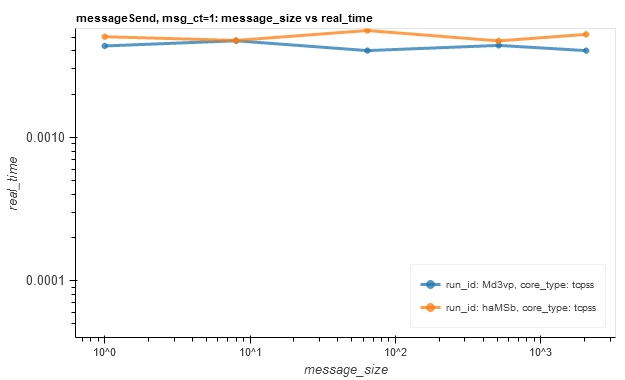 messageSend, msg_ct=1: message_size vs real_time
real_time
0.0010
0.0001
run_id: Md3vp, core_type: tcpss
run_id: haMSb, core_type: tcpss
10^0
10^1
10^2
10^3
message_size